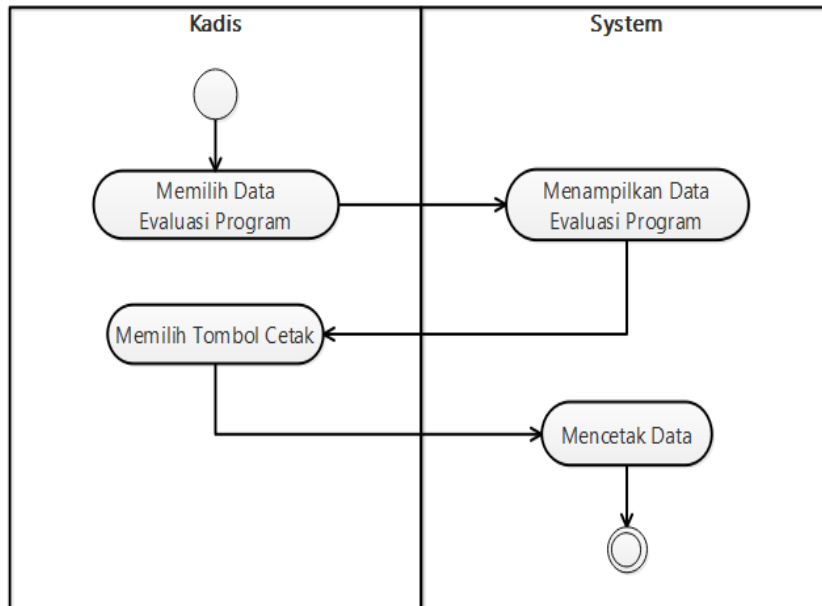 Kadis
System
Memilih Data
Evaluasi Program
Menampilkan Data
Evaluasi Program
Memilih Tombol Cetak
Mencetak Data